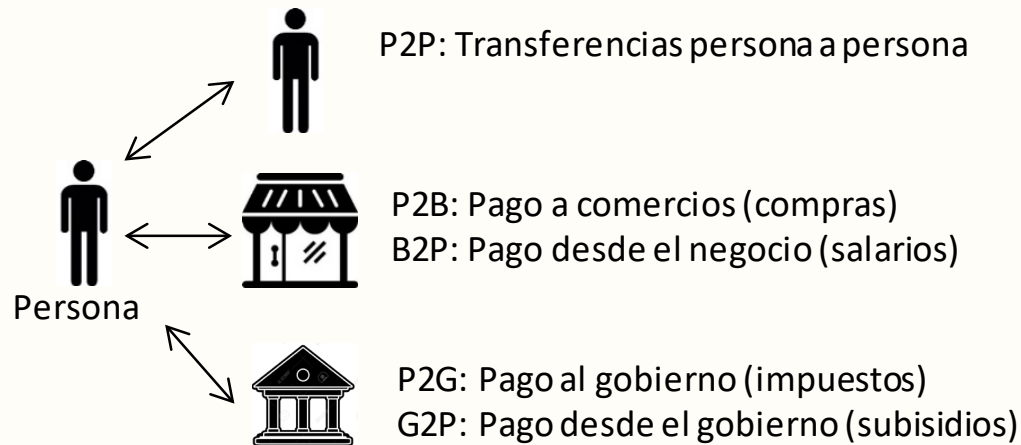 P2P: Transferencias persona a persona
P2B: Pago a comercios (compras)
B2P: Pago desde el negocio (salarios)
Persona
P2G: Pago al gobierno (impuestos)
G2P: Pago desde el gobierno (subisidios)